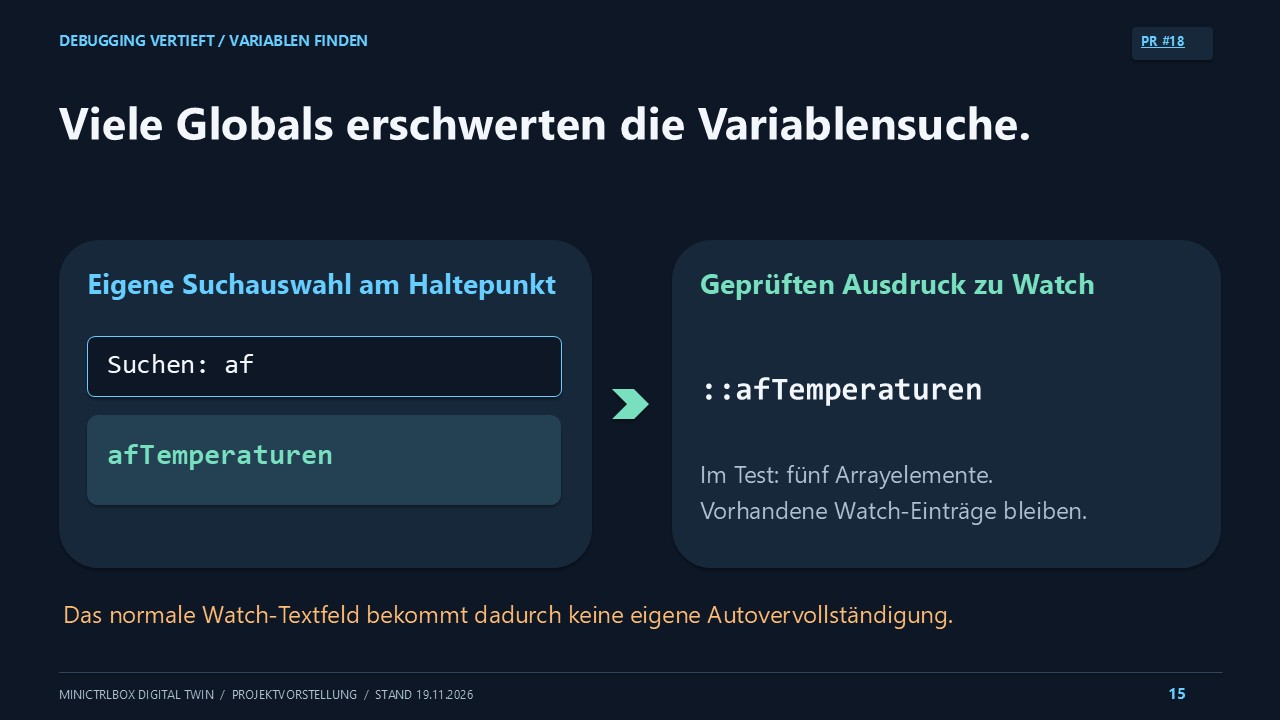 DEBUGGING VERTIEFT / VARIABLEN FINDEN
PR #18
Viele Globals erschwerten die Variablensuche.
Eigene Suchauswahl am Haltepunkt
Suchen: af
afTemperaturen
Geprüften Ausdruck zu Watch
::afTemperaturen
Im Test: fünf Arrayelemente.
Vorhandene Watch-Einträge bleiben.
Das normale Watch-Textfeld bekommt dadurch keine eigene Autovervollständigung.
MINICTRLBOX DIGITAL TWIN / PROJEKTVORSTELLUNG / STAND 19.11.2026
15